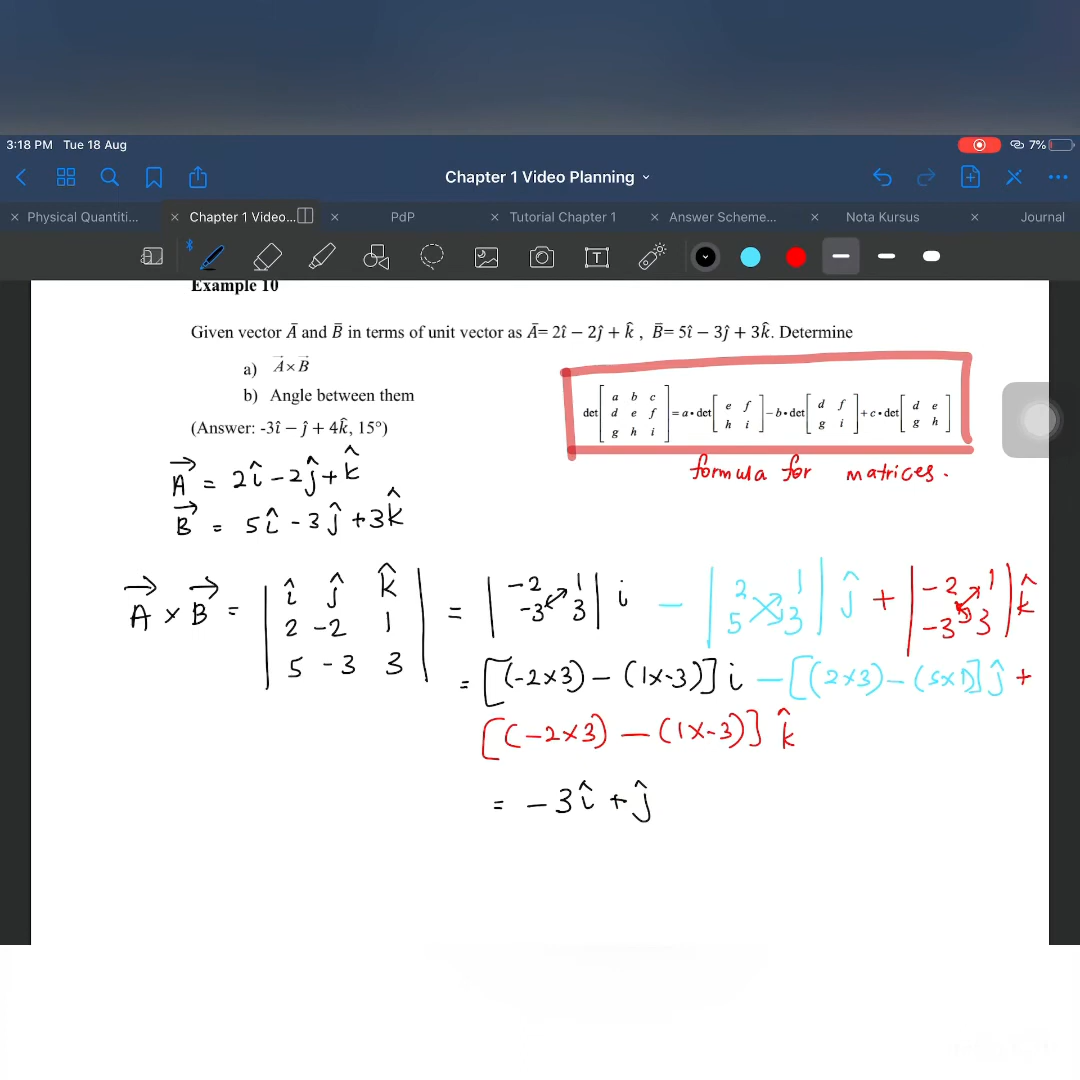 3:18 PM Tue 18 Aug 7%
Chapter 1 Video Planning
× Physical Quantiti... × Chapter 1 Video... × PdP × Tutorial Chapter 1 × Answer Scheme... × Nota Kursus × Journal
T
Example 10
Given vector A̅ and B̅ in terms of unit vector as A̅= 2î – 2ĵ + k̂ , B̅= 5î – 3ĵ + 3k̂. Determine
a) A⃗×B⃗
b) Angle between them
(Answer: -3î – ĵ + 4k̂, 15°)
det [a b c
d e f
g h i] = a•det [e f
h i] – b•det [d f
g i] + c•det [d e
g h]
formula for matrices.
A⃗ = 2î -2ĵ + k̂
B⃗ = 5î - 3ĵ +3k̂
A⃗ × B⃗ = |î ĵ k̂
2 -2 1
5 -3 3| = |-2 1
-3 3| i − |2 1
5 3| ĵ + |-2 1
-3 3| k̂
= [(-2×3) − (1×-3)] i − [(2×3) − (5×1)] ĵ +
[(-2×3) − (1×-3)] k̂
= −3î + ĵ